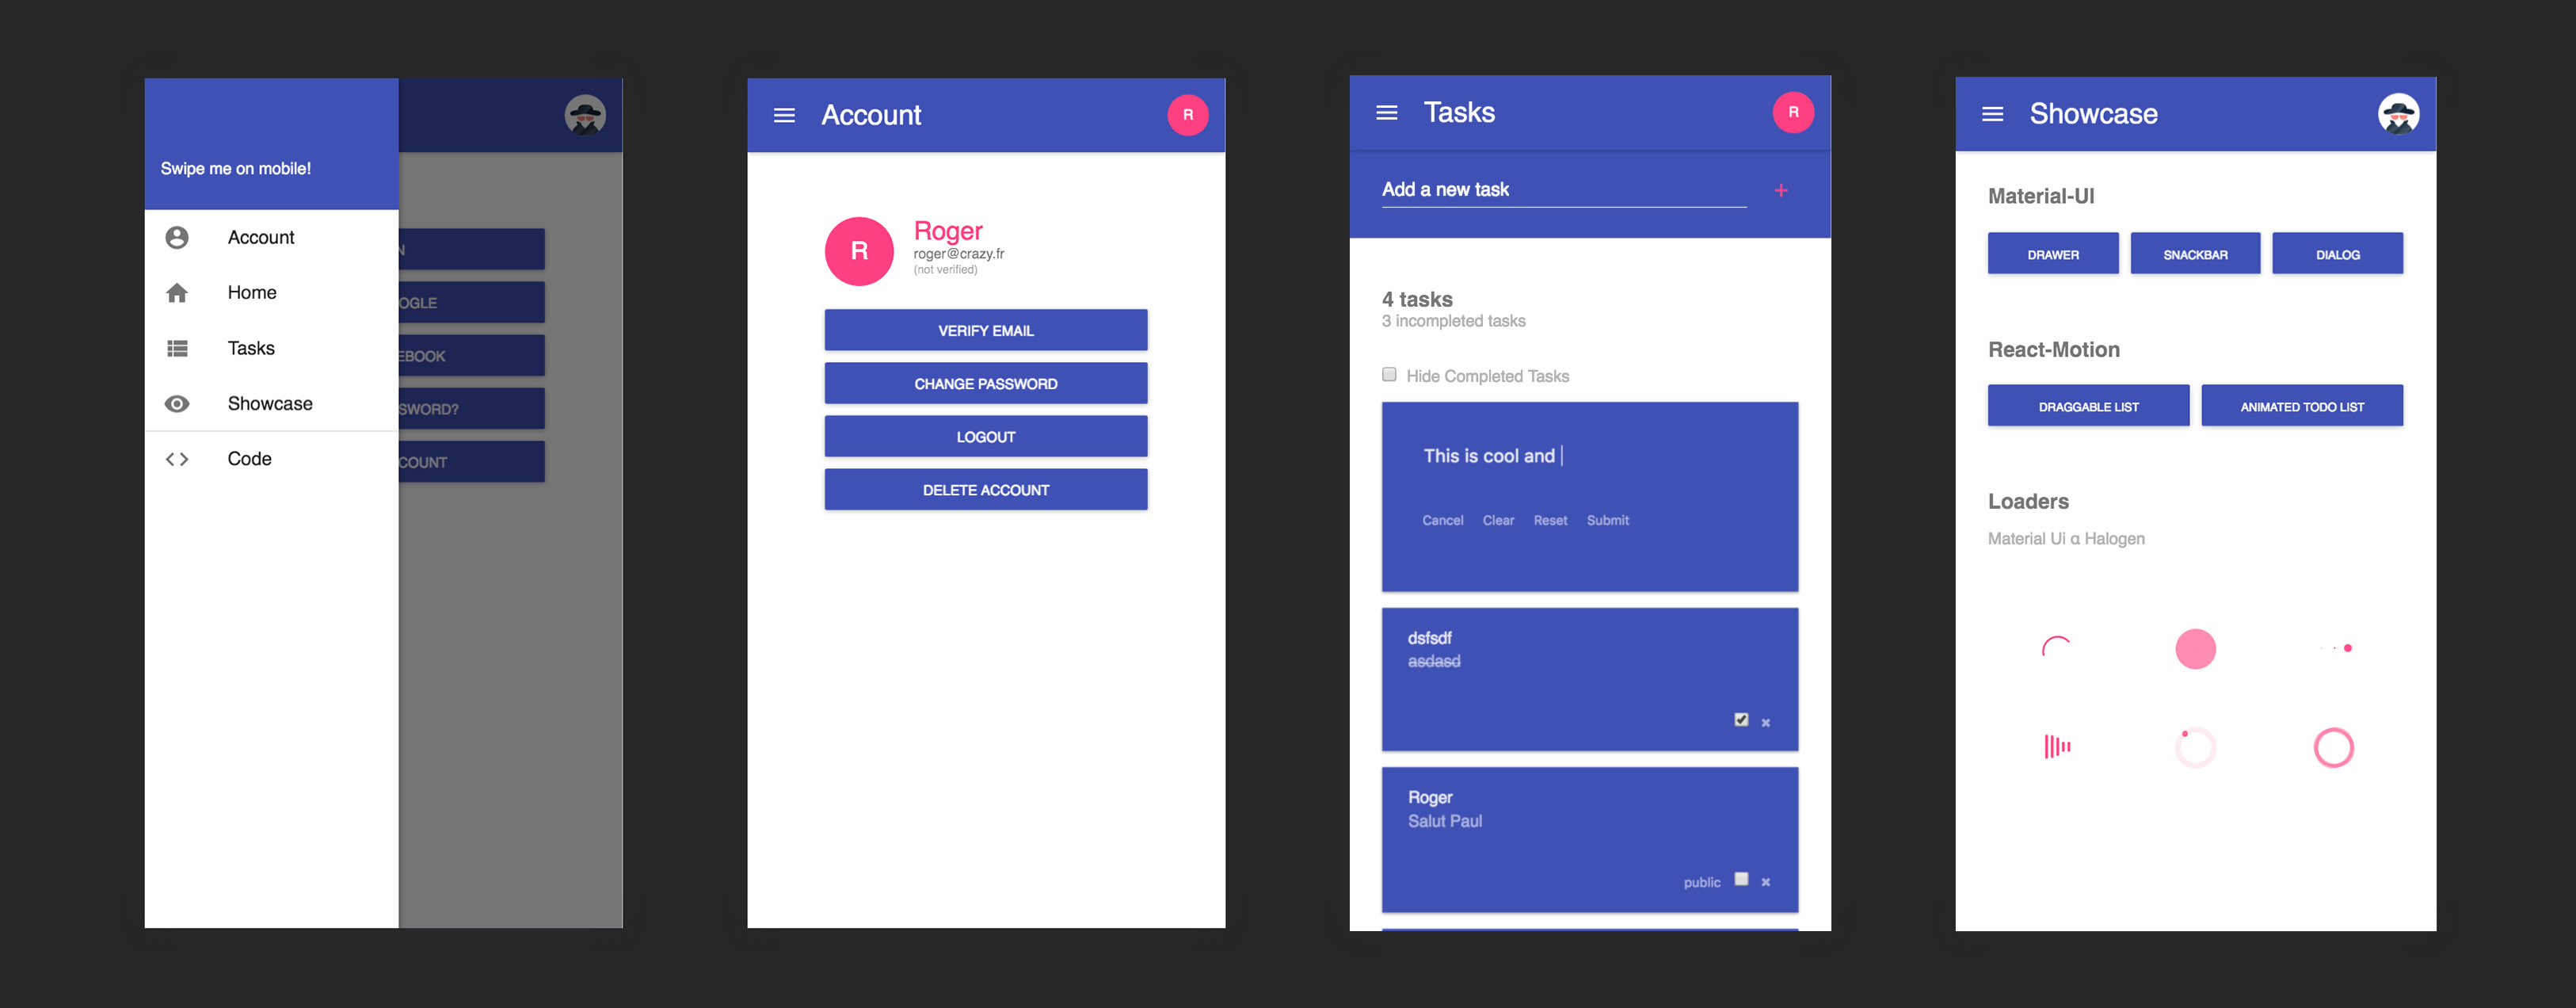 Swipe me on mobile!
Account
Home
Tasks
Showcase
Code
N
OGLE
EBOOK
SWORD?
COUNT
Account
R
R
Roger
roger@crazy.fr
(not verified)
VERIFY EMAIL
CHANGE PASSWORD
LOGOUT
DELETE ACCOUNT
Tasks
R
Add a new task
+
4 tasks
3 incompleted tasks
Hide Completed Tasks
This is cool and
Cancel Clear Reset Submit
dsfsdf
asdasd
Roger
Salut Paul
public
Showcase
Material-UI
DRAWER SNACKBAR DIALOG
React-Motion
DRAGGABLE LIST ANIMATED TODO LIST
Loaders
Material Ui α Halogen